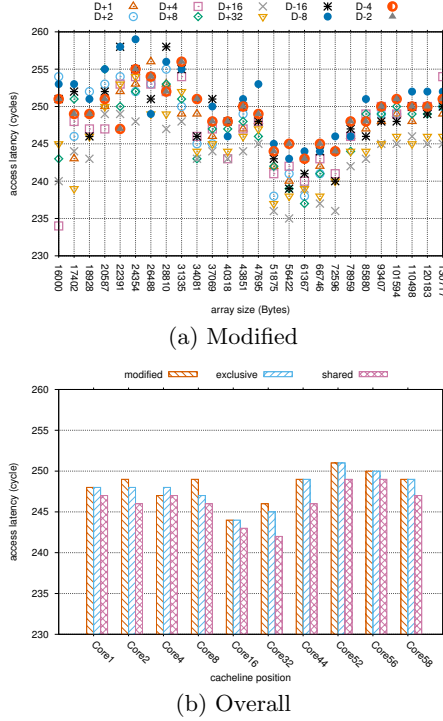 D+1 D+4 D+16 D-16 D-4
D+2 D+8 D+32 D-8 D-2
access latency (cycles)
260
255
250
245
240
235
230
16000
17402
18928
20587
22391
24354
26488
28810
31335
34081
37069
40318
43851
47695
51875
56422
61367
66746
72596
78959
85880
93407
101594
110498
120183
130717
array size (Bytes)
(a) Modified
modified exclusive shared
access latency (cycle)
260
255
250
245
240
235
230
Core1
Core2
Core4
Core8
Core16
Core32
Core44
Core52
Core56
Core58
cacheline position
(b) Overall